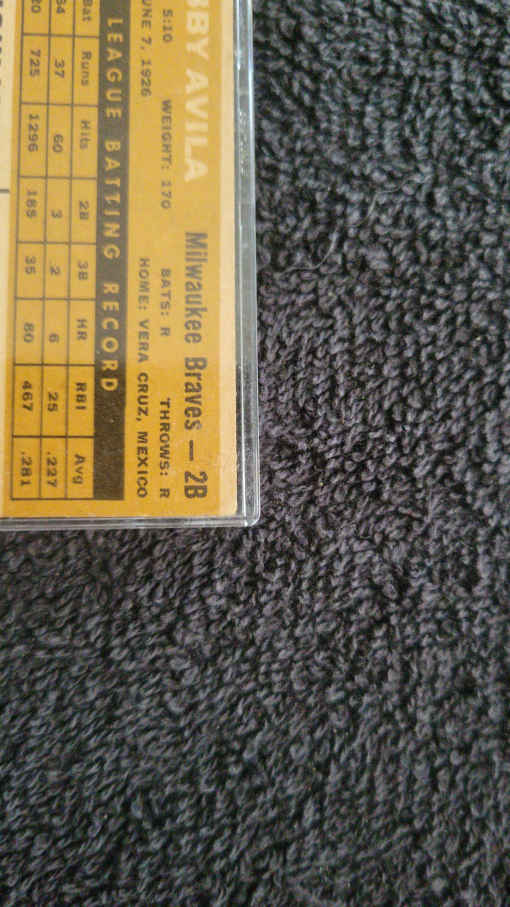 BBY AVILA Milwaukee Braves — 2B
5:10 WEIGHT: 170 BATS: R THROWS: R
UNE 7, 1926 HOME: VERA CRUZ, MEXICO
LEAGUE BATTING RECORD
Bat Runs Hits 2B 3B HR RBI Avg
64 37 60 3 2 6 25 .227
20 725 1296 185 35 80 467 .281